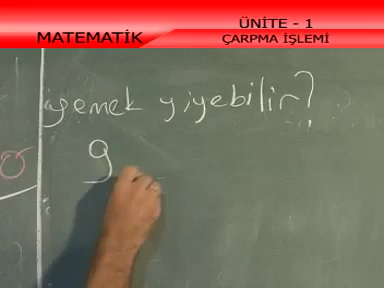 ÜNİTE - 1
MATEMATİK
ÇARPMA İŞLEMİ
yemek yiyebilir?
9